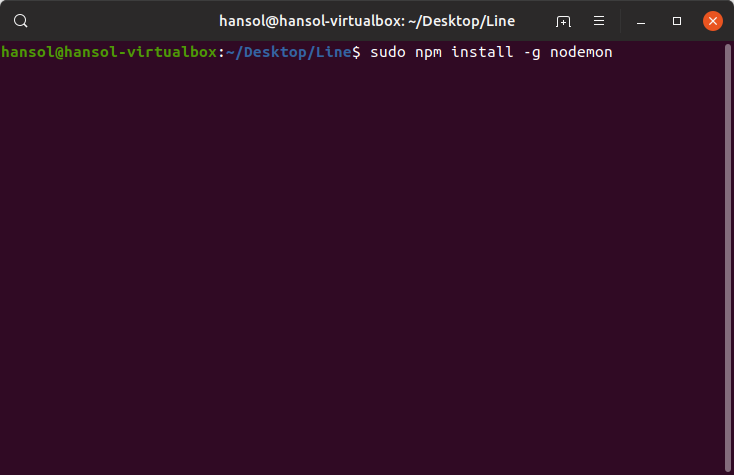 hansol@hansol-virtualbox: ~/Desktop/Line
hansol@hansol-virtualbox:~/Desktop/Line$ sudo npm install -g nodemon